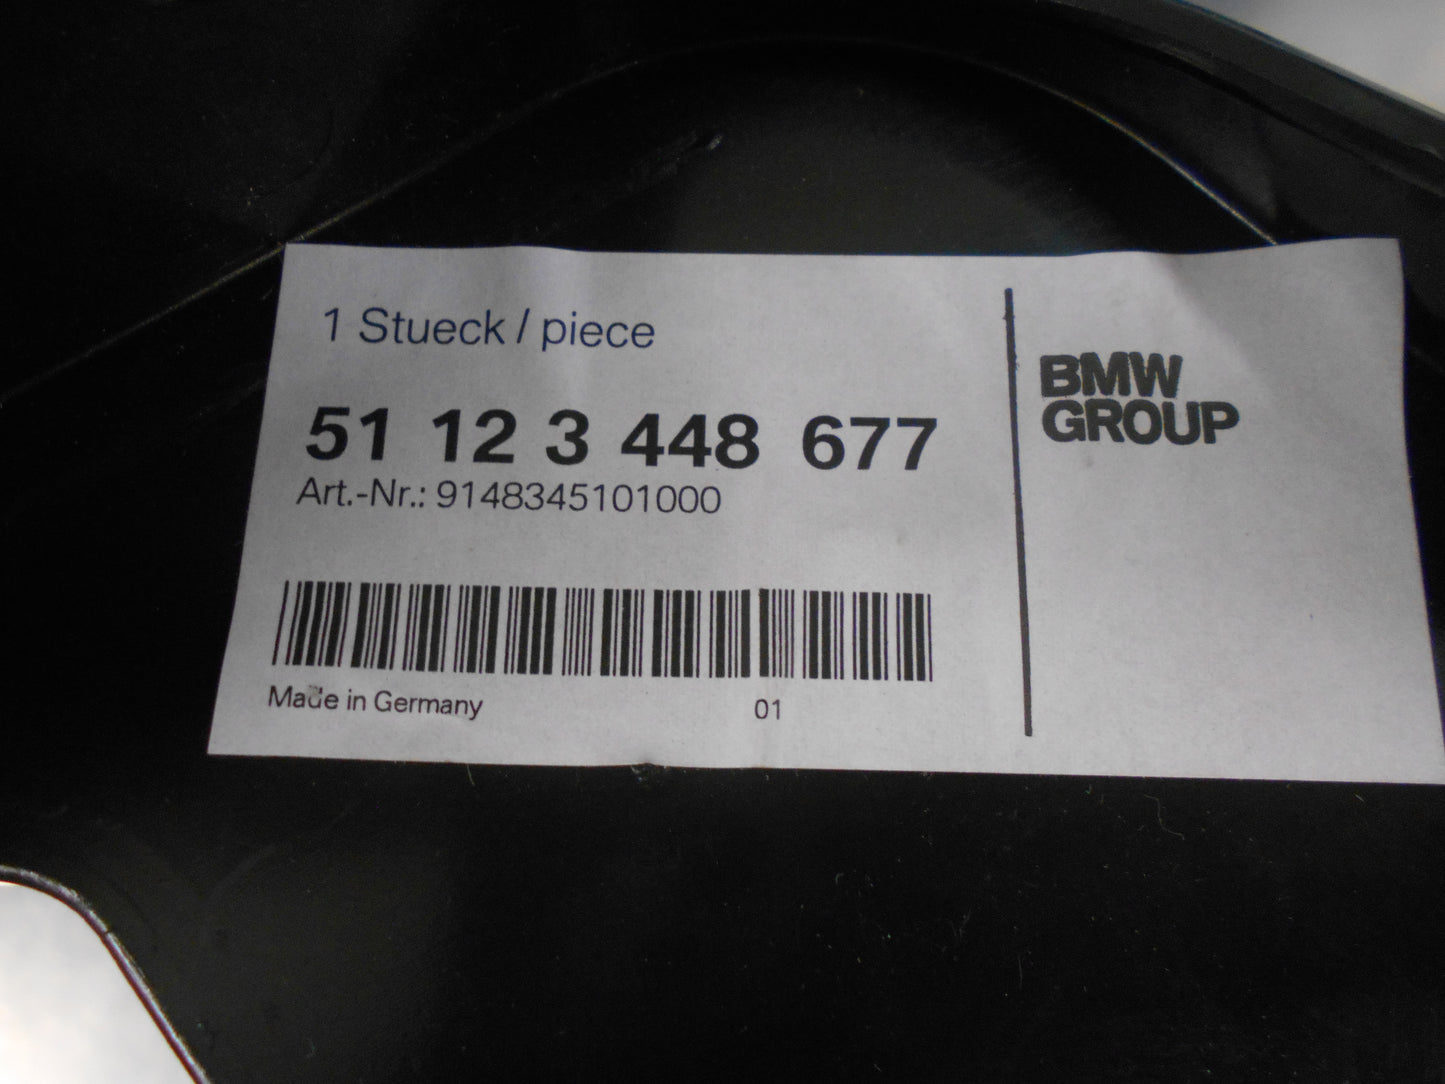 1 Stueck / piece
51 12 3 448 677
Art.-Nr.: 9148345101000
Made in Germany
01
BMW
GROUP